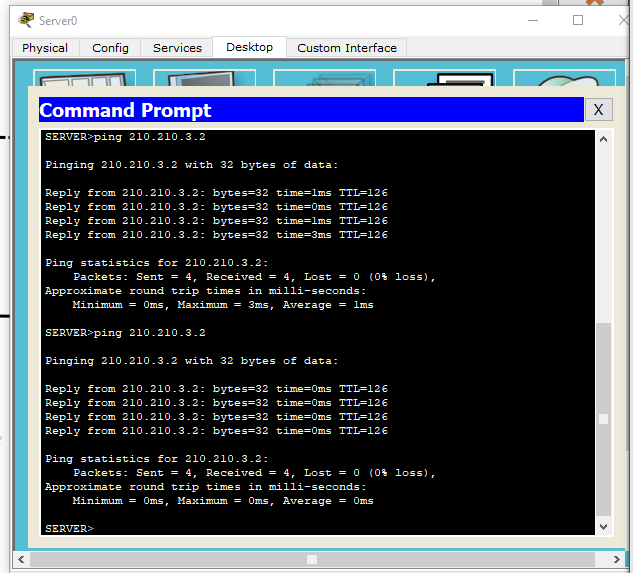 Server0
Physical Config Services Desktop Custom Interface
Command Prompt
X
SERVER>ping 210.210.3.2
Pinging 210.210.3.2 with 32 bytes of data:
Reply from 210.210.3.2: bytes=32 time=1ms TTL=126
Reply from 210.210.3.2: bytes=32 time=0ms TTL=126
Reply from 210.210.3.2: bytes=32 time=1ms TTL=126
Reply from 210.210.3.2: bytes=32 time=3ms TTL=126
Ping statistics for 210.210.3.2:
Packets: Sent = 4, Received = 4, Lost = 0 (0% loss),
Approximate round trip times in milli-seconds:
Minimum = 0ms, Maximum = 3ms, Average = 1ms
SERVER>ping 210.210.3.2
Pinging 210.210.3.2 with 32 bytes of data:
Reply from 210.210.3.2: bytes=32 time=0ms TTL=126
Reply from 210.210.3.2: bytes=32 time=0ms TTL=126
Reply from 210.210.3.2: bytes=32 time=0ms TTL=126
Reply from 210.210.3.2: bytes=32 time=0ms TTL=126
Ping statistics for 210.210.3.2:
Packets: Sent = 4, Received = 4, Lost = 0 (0% loss),
Approximate round trip times in milli-seconds:
Minimum = 0ms, Maximum = 0ms, Average = 0ms
SERVER>